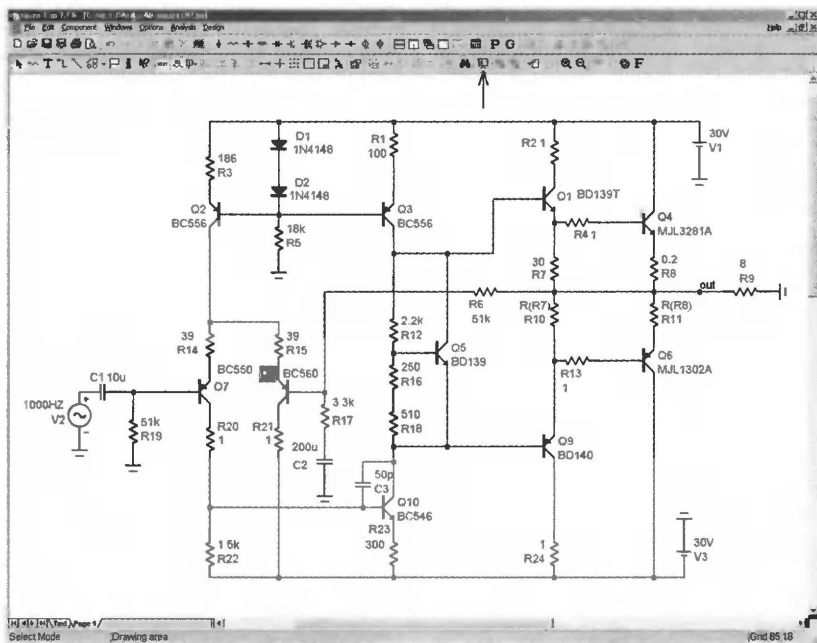 File Edit Component Windows Options Analysis Design Help
P G
T
F
186
R3
D1
1N4148
R1
100
R2 1
30V
V1
D2
1N4148
Q2
BC556
Q3
BC556
Q1 BD139T
Q4
MJL3281A
18k
R5
R4 1
30
R7
0.2
R8
8
R9
out
R6
51k
R(R7)
R10
R(R8)
R11
2.2k
R12
39
R14
39
R15
Q5
BD139
BC550
BC560
250
R16
R13
1
Q6
MJL1302A
C1 10u
Q7
1000HZ
V2
51k
R19
3.3k
R17
510
R18
R20
1
R21
1
200u
C2
Q9
BD140
50p
C3
Q10
BC546
R23
300
1.5k
R22
1
R24
30V
V3
Text Page 1
Select Mode
Drawing area
Grid 85.18